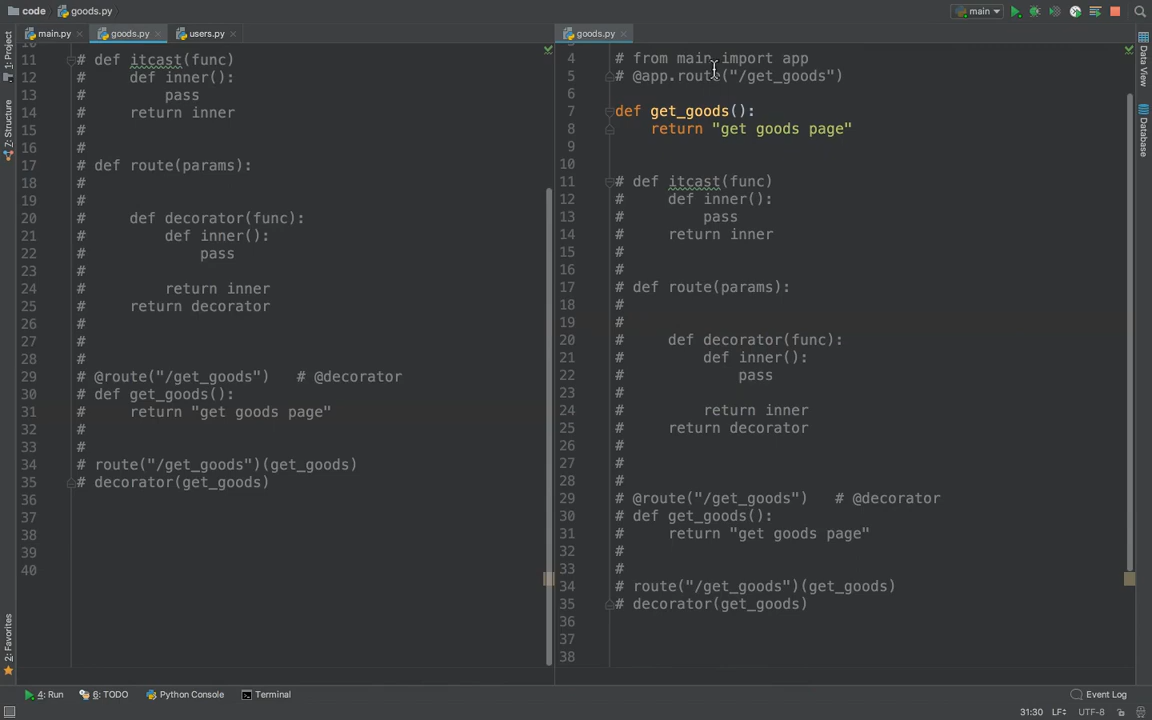 code goods.py
main
main.py goods.py users.py
goods.py
1: Project
7: Structure
2: Favorites
11 # def itcast(func)
12 #     def inner():
13 #         pass
14 #     return inner
15 #
16 #
17 # def route(params):
18 #
19 #
20 #     def decorator(func):
21 #         def inner():
22 #             pass
23 #
24 #         return inner
25 #     return decorator
26 #
27 #
28 #
29 # @route("/get_goods")   # @decorator
30 # def get_goods():
31 #     return "get goods page"
32 #
33 #
34 # route("/get_goods")(get_goods)
35 # decorator(get_goods)
36
37
38
39
40
4 # from main import app
5 # @app.route("/get_goods")
6
7 def get_goods():
8     return "get goods page"
9
10
11 # def itcast(func)
12 #     def inner():
13 #         pass
14 #     return inner
15 #
16 #
17 # def route(params):
18 #
19 #
20 #     def decorator(func):
21 #         def inner():
22 #             pass
23 #
24 #         return inner
25 #     return decorator
26 #
27 #
28 #
29 # @route("/get_goods")   # @decorator
30 # def get_goods():
31 #     return "get goods page"
32 #
33 #
34 # route("/get_goods")(get_goods)
35 # decorator(get_goods)
36
37
38
Data View
Database
4: Run 6: TODO Python Console Terminal Event Log
31:30 LF UTF-8